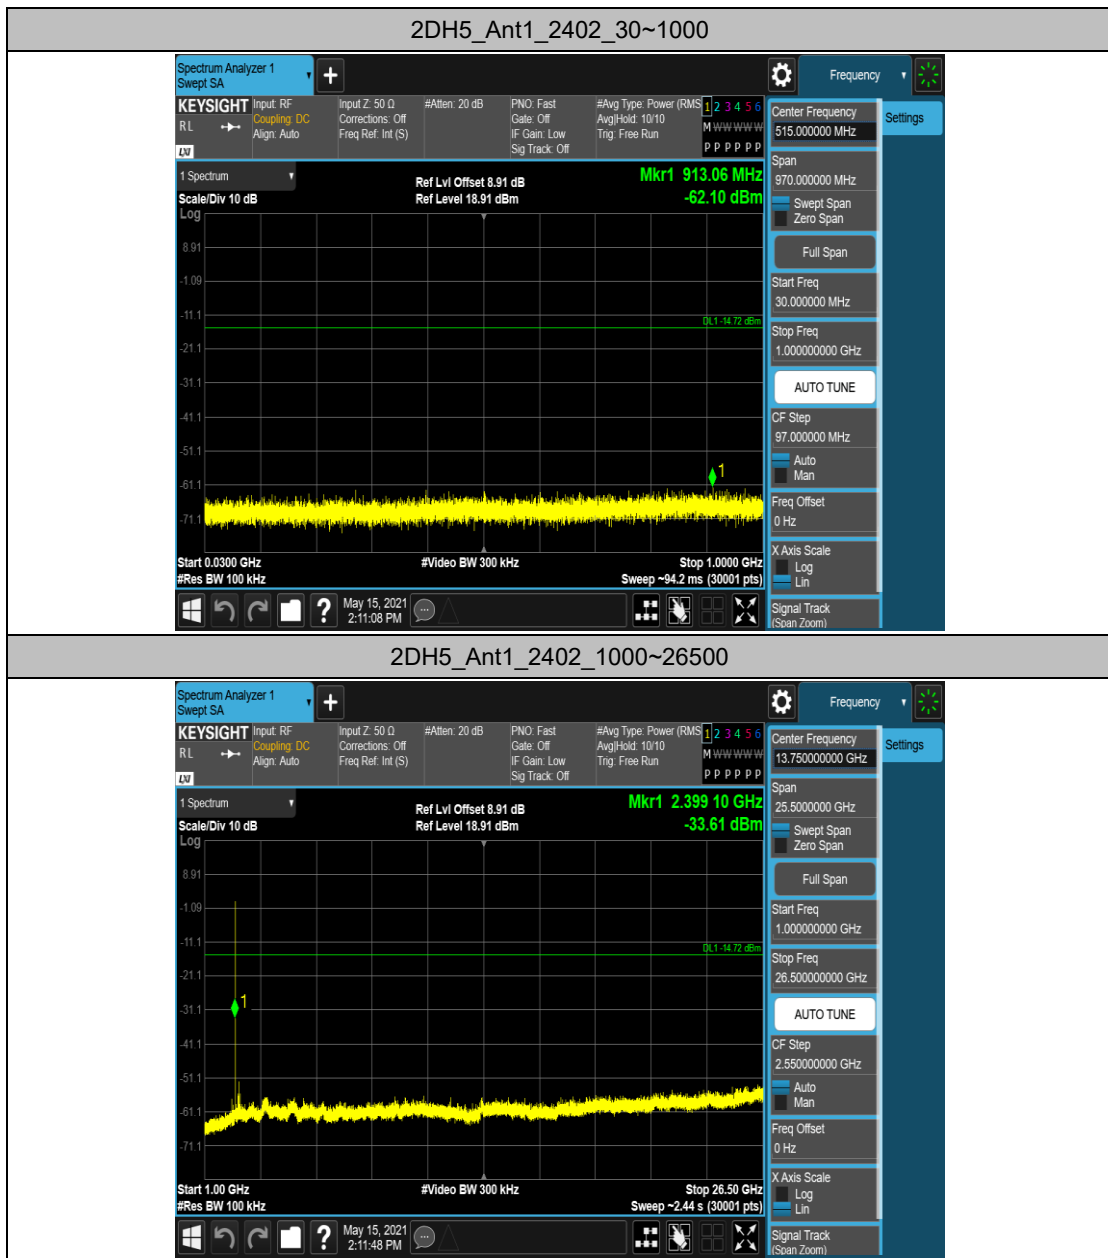 2DH5_Ant1_2402_30~1000
Spectrum Analyzer 1
Swept SA
Frequency
KEYSIGHT
RL
LXI
Input: RF
Coupling: DC
Align: Auto
Input Z: 50 Ω
Corrections: Off
Freq Ref: Int (S)
#Atten: 20 dB
PNO: Fast
Gate: Off
IF Gain: Low
Sig Track: Off
#Avg Type: Power (RMS
Avg|Hold: 10/10
Trig: Free Run
1 2 3 4 5 6
M W W W W W
P P P P P P
Center Frequency
515.000000 MHz
Settings
1 Spectrum
Scale/Div 10 dB
Log
Ref Lvl Offset 8.91 dB
Ref Level 18.91 dBm
Mkr1 913.06 MHz
-62.10 dBm
8.91
-1.09
-11.1
-21.1
-31.1
-41.1
-51.1
-61.1
-71.1
DL1 -14.72 dBm
1
Start 0.0300 GHz
#Res BW 100 kHz
#Video BW 300 kHz
Stop 1.0000 GHz
Sweep ~94.2 ms (30001 pts)
Span
970.000000 MHz
Swept Span
Zero Span
Full Span
Start Freq
30.000000 MHz
Stop Freq
1.000000000 GHz
AUTO TUNE
CF Step
97.000000 MHz
Auto
Man
Freq Offset
0 Hz
X Axis Scale
Log
Lin
Signal Track
(Span Zoom)
May 15, 2021
2:11:08 PM
2DH5_Ant1_2402_1000~26500
Spectrum Analyzer 1
Swept SA
Frequency
KEYSIGHT
RL
LXI
Input: RF
Coupling: DC
Align: Auto
Input Z: 50 Ω
Corrections: Off
Freq Ref: Int (S)
#Atten: 20 dB
PNO: Fast
Gate: Off
IF Gain: Low
Sig Track: Off
#Avg Type: Power (RMS
Avg|Hold: 10/10
Trig: Free Run
1 2 3 4 5 6
M W W W W W
P P P P P P
Center Frequency
13.750000000 GHz
Settings
1 Spectrum
Scale/Div 10 dB
Log
Ref Lvl Offset 8.91 dB
Ref Level 18.91 dBm
Mkr1 2.399 10 GHz
-33.61 dBm
8.91
-1.09
-11.1
-21.1
-31.1
-41.1
-51.1
-61.1
-71.1
DL1 -14.72 dBm
1
Start 1.00 GHz
#Res BW 100 kHz
#Video BW 300 kHz
Stop 26.50 GHz
Sweep ~2.44 s (30001 pts)
Span
25.5000000 GHz
Swept Span
Zero Span
Full Span
Start Freq
1.000000000 GHz
Stop Freq
26.500000000 GHz
AUTO TUNE
CF Step
2.550000000 GHz
Auto
Man
Freq Offset
0 Hz
X Axis Scale
Log
Lin
Signal Track
(Span Zoom)
May 15, 2021
2:11:48 PM